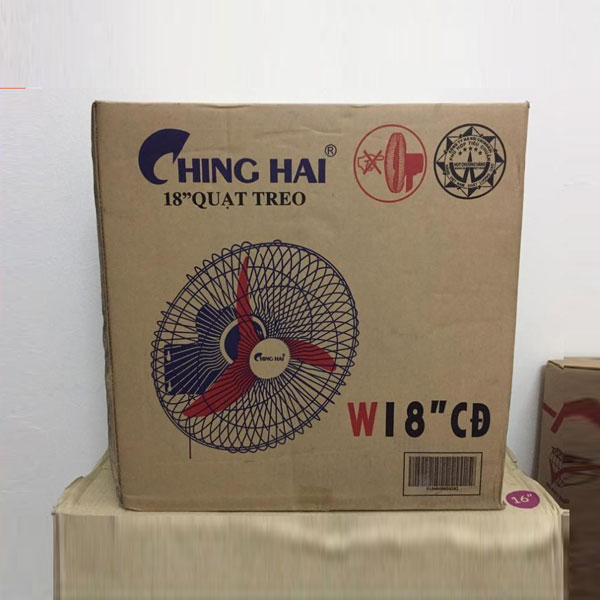 CHING HAI®
18”QUẠT TREO
CHING HAI
W18”CĐ
16”